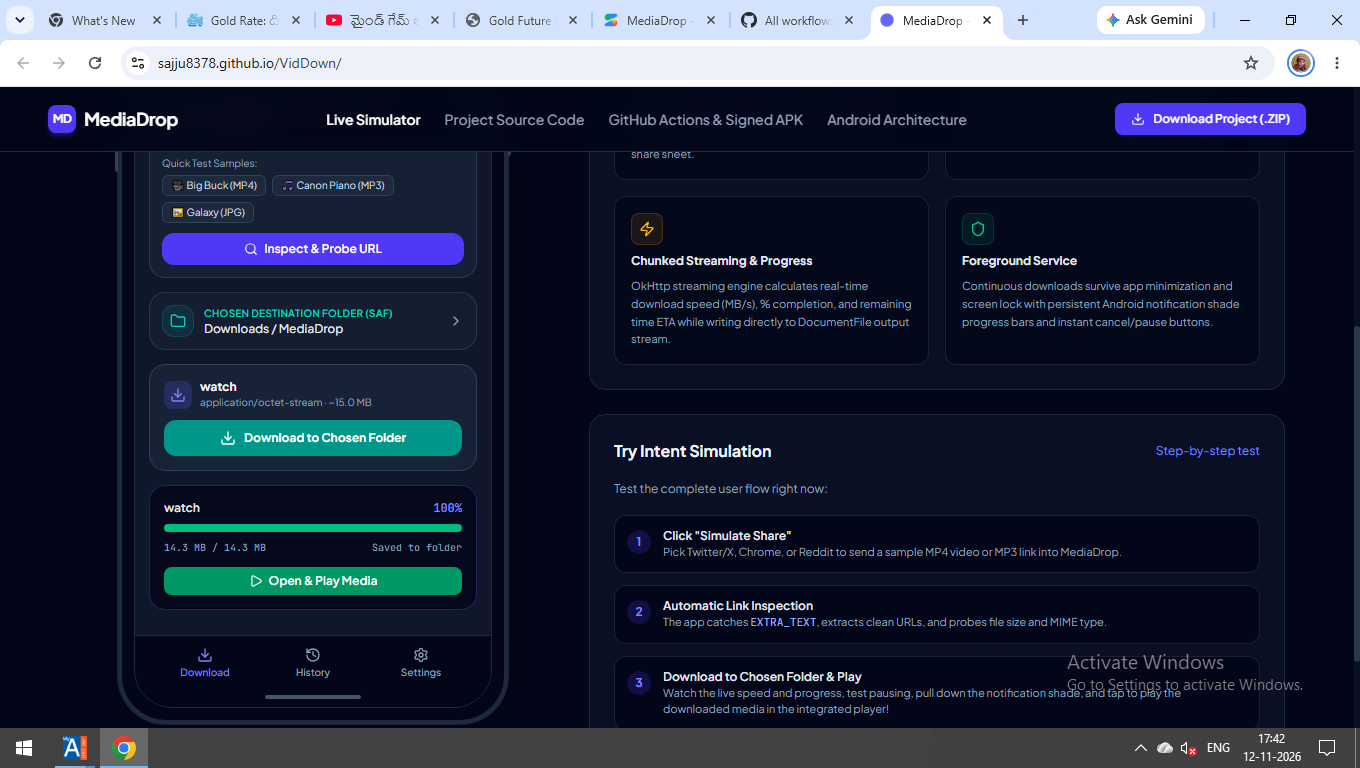 What's New
Gold Rate:
మైండ్ గేమ్
Gold Future
MediaDrop -
All workflow
MediaDrop -
Ask Gemini
sajju8378.github.io/VidDown/
MD MediaDrop
Live Simulator
Project Source Code
GitHub Actions & Signed APK
Android Architecture
Download Project (.ZIP)
Quick Test Samples:
Big Buck (MP4)
Canon Piano (MP3)
Galaxy (JPG)
Inspect & Probe URL
CHOSEN DESTINATION FOLDER (SAF)
Downloads / MediaDrop
watch
application/octet-stream · ~15.0 MB
Download to Chosen Folder
watch 100%
14.3 MB / 14.3 MB Saved to folder
Open & Play Media
Download
History
Settings
share sheet.
Chunked Streaming & Progress
OkHttp streaming engine calculates real-time
download speed (MB/s), % completion, and remaining
time ETA while writing directly to DocumentFile output
stream.
Foreground Service
Continuous downloads survive app minimization and
screen lock with persistent Android notification shade
progress bars and instant cancel/pause buttons.
Try Intent Simulation
Step-by-step test
Test the complete user flow right now:
1
Click "Simulate Share"
Pick Twitter/X, Chrome, or Reddit to send a sample MP4 video or MP3 link into MediaDrop.
2
Automatic Link Inspection
The app catches EXTRA_TEXT, extracts clean URLs, and probes file size and MIME type.
3
Download to Chosen Folder & Play
Watch the live speed and progress, test pausing, pull down the notification shade, and tap to play the
downloaded media in the integrated player!
Activate Windows
Go to Settings to activate Windows.
ENG
17:42
12-11-2026